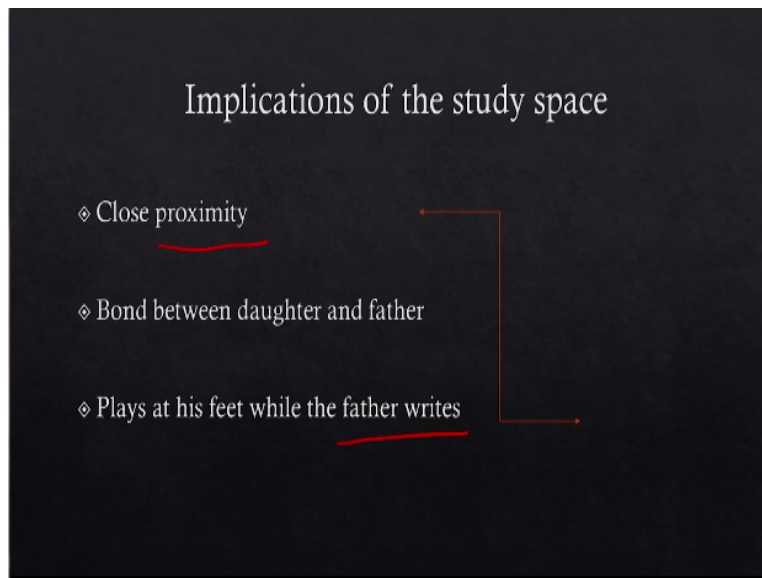 Implications of the study space
Close proximity
Bond between daughter and father
Plays at his feet while the father writes